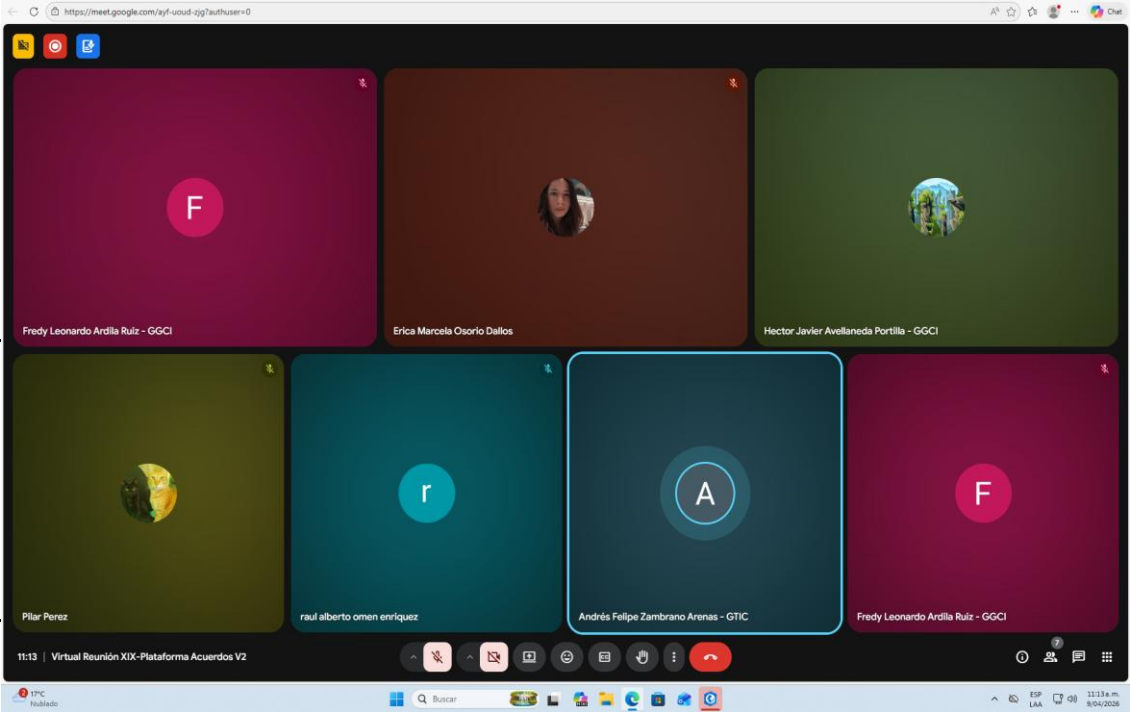 https://meet.google.com/ayf-uoud-zjg?authuser=0
Chat
F
Fredy Leonardo Ardila Ruiz - GGCI
Erica Marcela Osorio Dallos
Hector Javier Avellaneda Portilla - GGCI
Pilar Perez
r
raul alberto omen enriquez
A
Andrés Felipe Zambrano Arenas - GTIC
F
Fredy Leonardo Ardila Ruiz - GGCI
11:13 | Virtual Reunión XIX-Plataforma Acuerdos V2
7
2
17°C
Nublado
Buscar
ESP
LAA
11:13 a.m.
9/04/2026